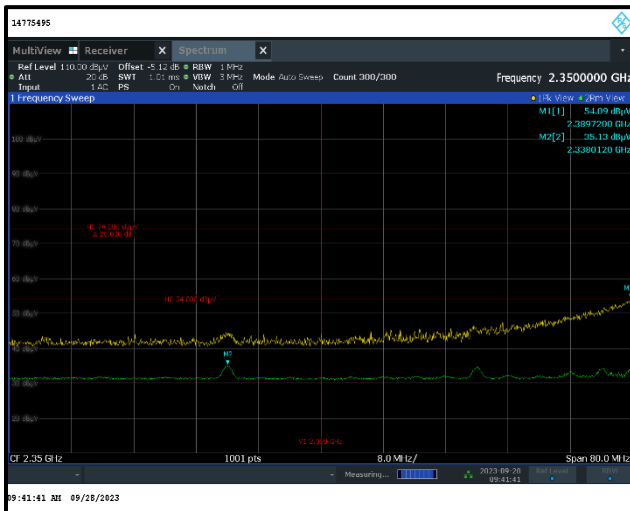 14775495
MultiView Receiver X Spectrum X
Ref Level 110.00 dBµV Offset -5.12 dB RBW 1 MHz
Att 20 dB SWT 1.01 ms VBW 3 MHz Mode Auto Sweep Count 300/300 Frequency 2.3500000 GHz
Input 1 AC PS On Notch Off
1 Frequency Sweep 1Pk View 2Rm View
M1[1] 54.09 dBµV
2.3897200 GHz
M2[2] 35.13 dBµV
2.3380120 GHz
100 dBµV
90 dBµV
80 dBµV
H1 74.000 dBµV
70 dBµV
60 dBµV
H2 54.000 dBµV
M
50 dBµV
40 dBµV
M2
30 dBµV
20 dBµV
CF 2.35 GHz 1001 pts 8.0 MHz/ Span 80.0 MHz
Measuring... 2023-09-28 Ref Level RBW
09:41:41
09:41:41 AM 09/28/2023